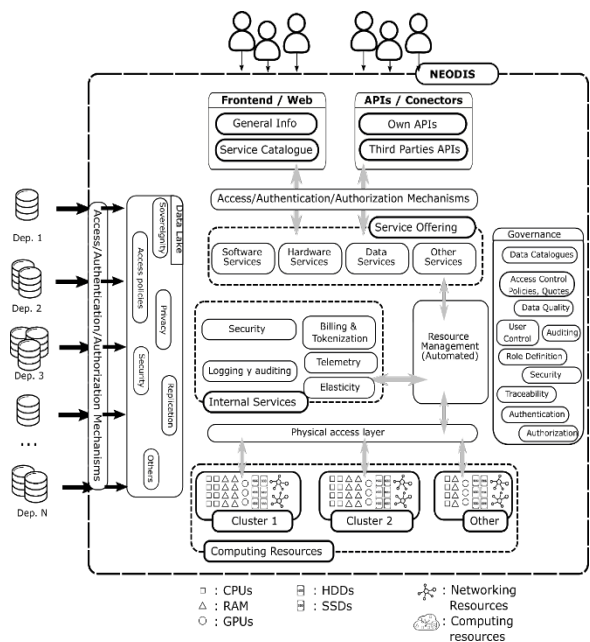 NEODIS
Frontend / Web
General Info
Service Catalogue
APIs / Conectors
Own APIs
Third Parties APIs
Access/Authentication/Authorization Mechanisms
Service Offering
Software
Services
Hardware
Services
Data
Services
Other
Services
Dep. 1
Dep. 2
Dep. 3
...
Dep. N
Access/Authentication/Authorization Mechanisms
Data Lake
Sovereignity
Access policies
Privacy
Security
Replication
Others
Security
Billing &
Tokenization
Telemetry
Logging y auditing
Elasticity
Internal Services
Resource
Management
(Automated)
Governance
Data Catalogues
Access Control
Policies, Quotes
Data Quality
User
Control
Auditing
Role Definition
Security
Traceability
Authentication
Authorization
Physical access layer
Cluster 1
Cluster 2
Other
Computing Resources
: CPUs
: RAM
: GPUs
: HDDs
: SSDs
: Networking
Resources
: Computing
resources